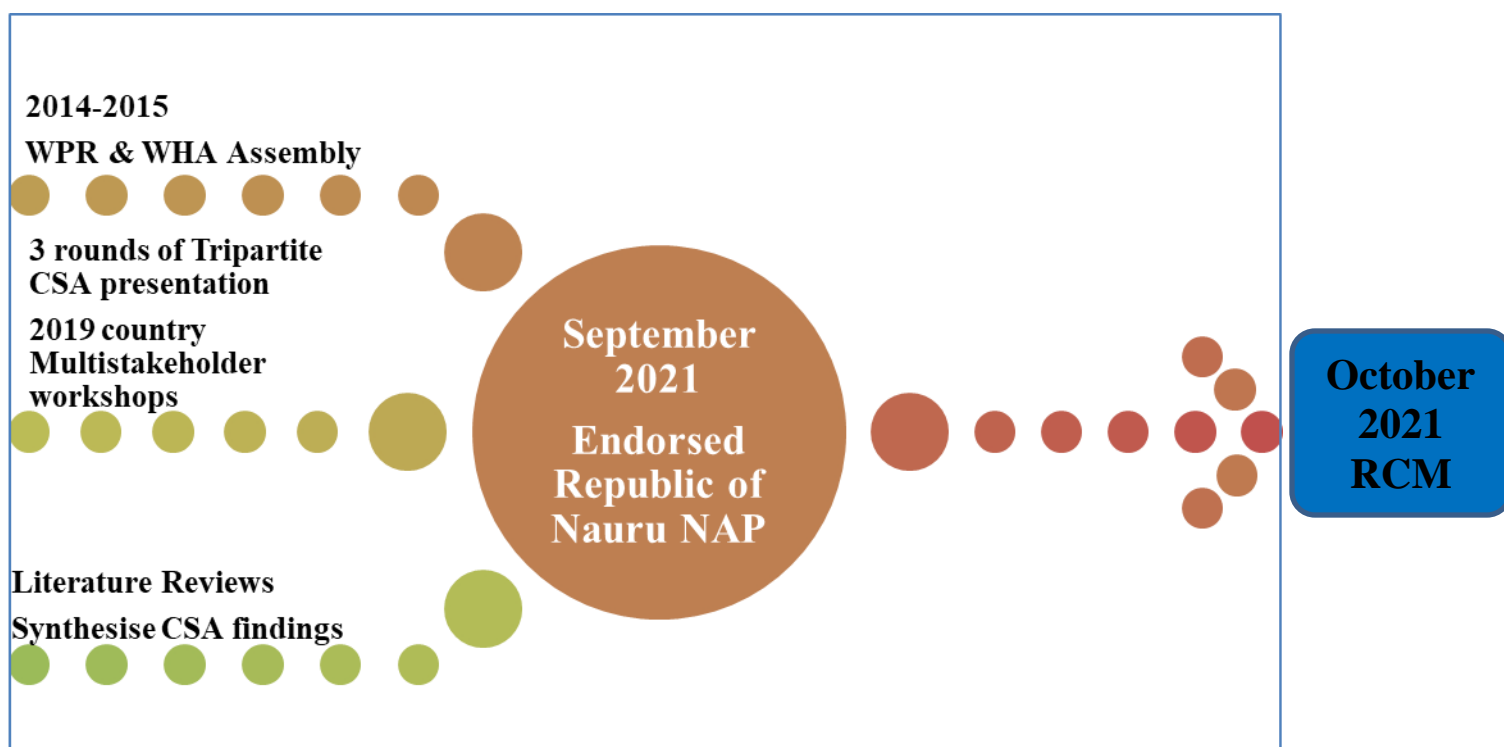 2014-2015
WPR & WHA Assembly
3 rounds of Tripartite
CSA presentation
2019 country
Multistakeholder
workshops
Literature Reviews
Synthesise CSA findings
September
2021
Endorsed
Republic of
Nauru NAP
October
2021
RCM